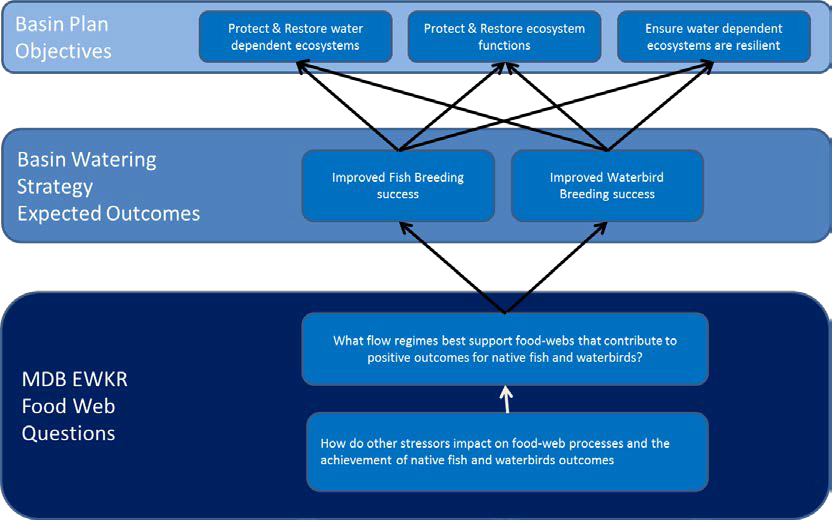 Basin Plan
Objectives
Protect & Restore water
dependent ecosystems
Protect & Restore ecosystem
functions
Ensure water dependent
ecosystems are resilient
Basin Watering
Strategy
Expected Outcomes
Improved Fish Breeding
success
Improved Waterbird
Breeding success
MDB EWKR
Food Web
Questions
What flow regimes best support food-webs that contribute to
positive outcomes for native fish and waterbirds?
How do other stressors impact on food-web processes and the
achievement of native fish and waterbirds outcomes